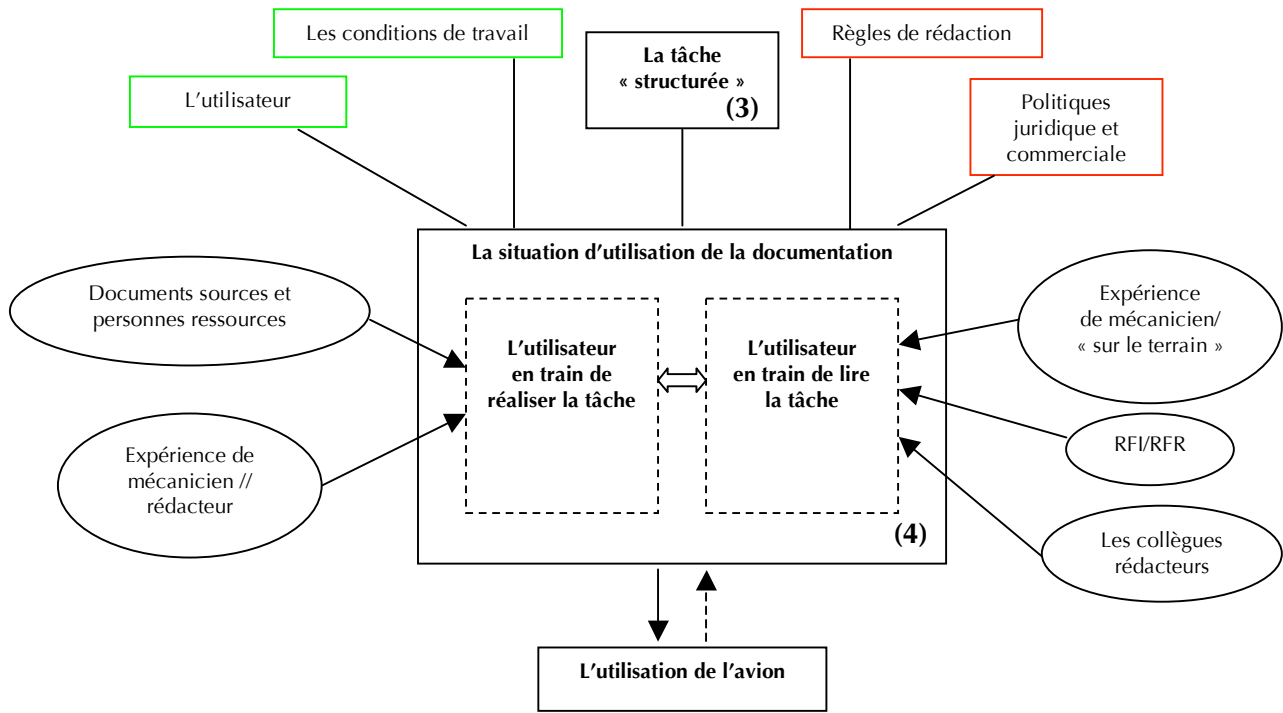 Les conditions de travail
L'utilisateur
La tâche
« structurée »
(3)
Règles de rédaction
Politiques
juridique et
commerciale
La situation d'utilisation de la documentation
Documents sources et
personnes ressources
Expérience de
mécanicien //
rédacteur
L'utilisateur
en train de
réaliser la tâche
L'utilisateur
en train de lire
la tâche
(4)
Expérience
de mécanicien/
« sur le terrain »
RFI/RFR
Les collègues
rédacteurs
L'utilisation de l'avion